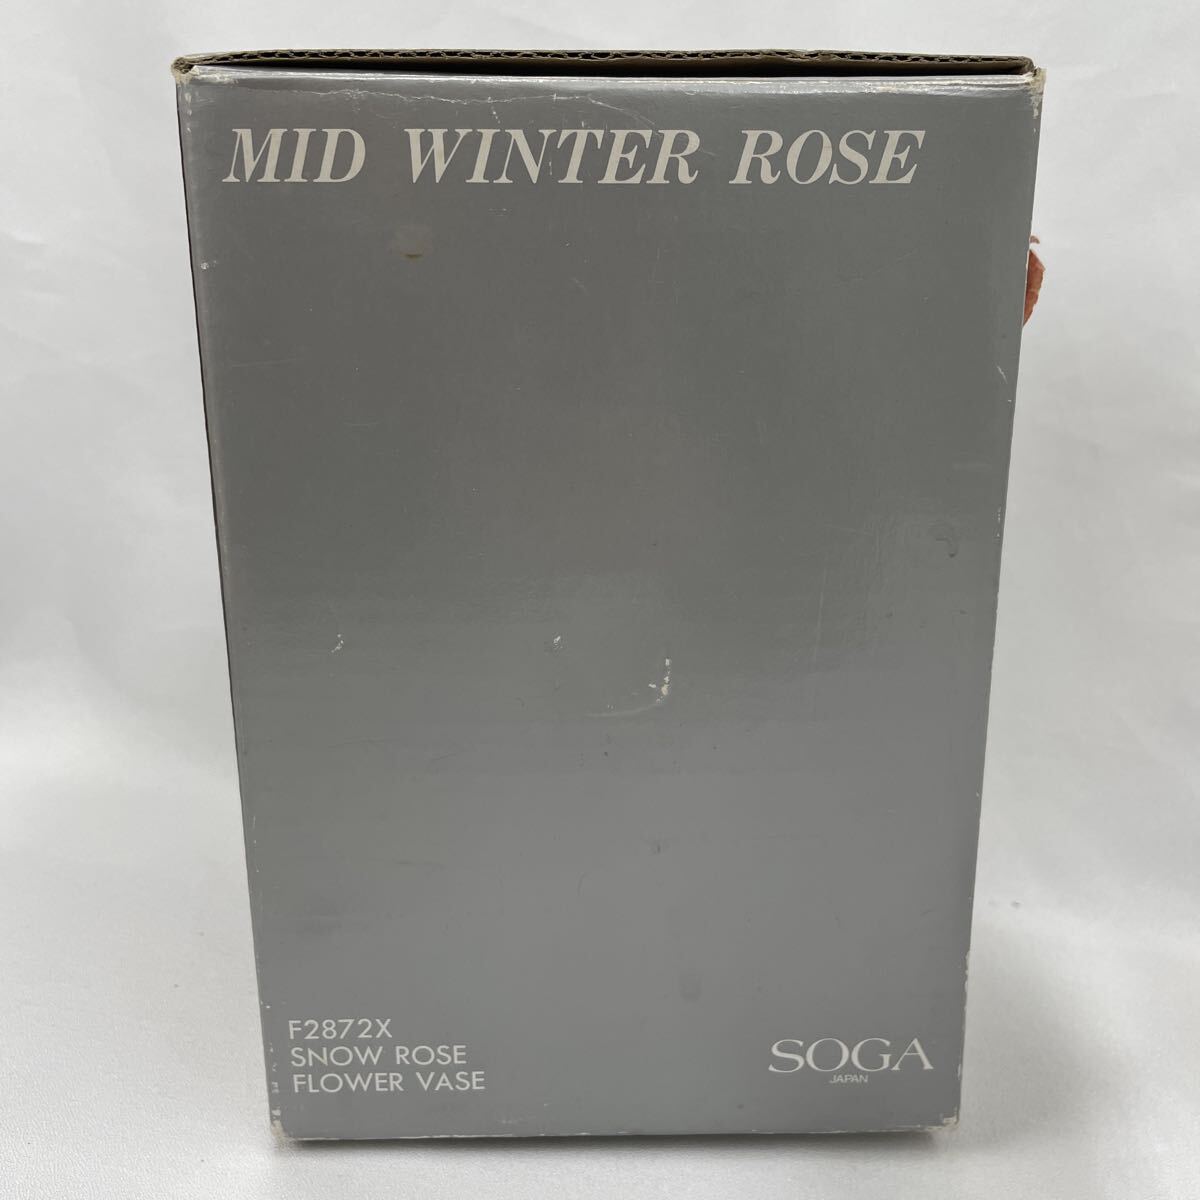 MID WINTER ROSE
F2872X
SNOW ROSE
FLOWER VASE
SOGA
JAPAN